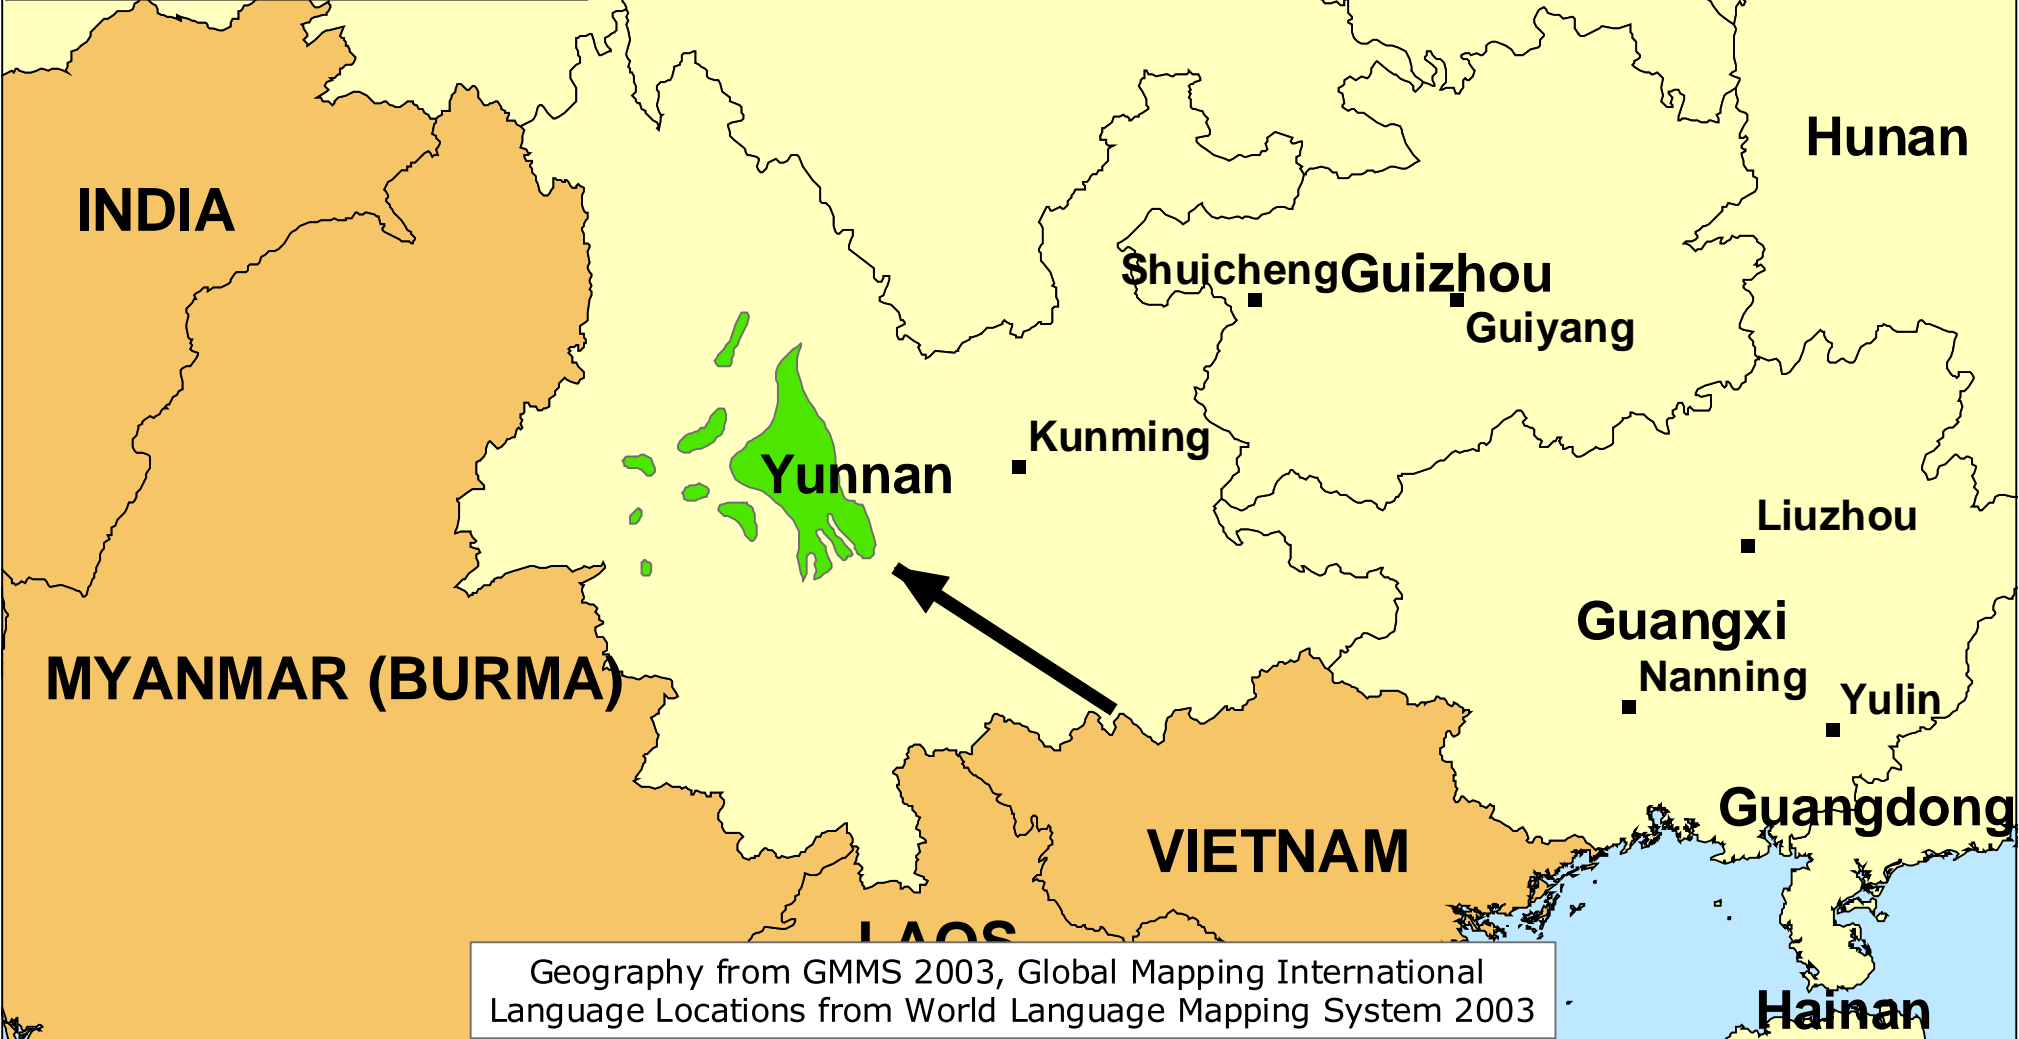 Hunan
INDIA
Shuicheng
Guizhou
Guiyang
Kunming
Yunnan
Liuzhou
Guangxi
MYANMAR (BURMA)
Nanning
Yulin
Guangdong
VIETNAM
LAOS
Geography from GMMS 2003, Global Mapping International
Language Locations from World Language Mapping System 2003
Hainan